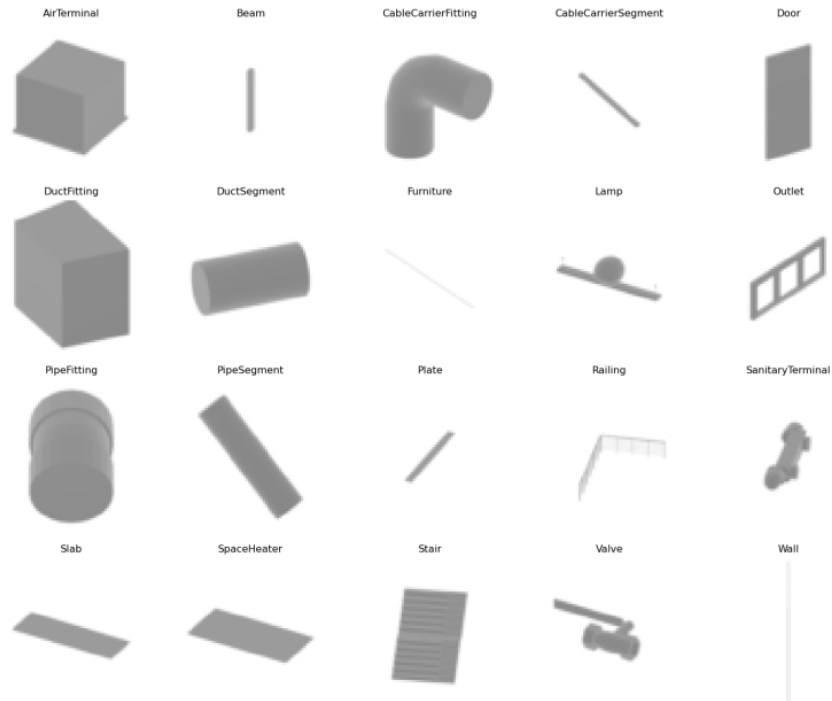 AirTerminal
Beam
CableCarrierFitting
CableCarrierSegment
Door
DuctFitting
DuctSegment
Furniture
Lamp
Outlet
PipeFitting
PipeSegment
Plate
Railing
SanitaryTerminal
Slab
SpaceHeater
Stair
Valve
Wall